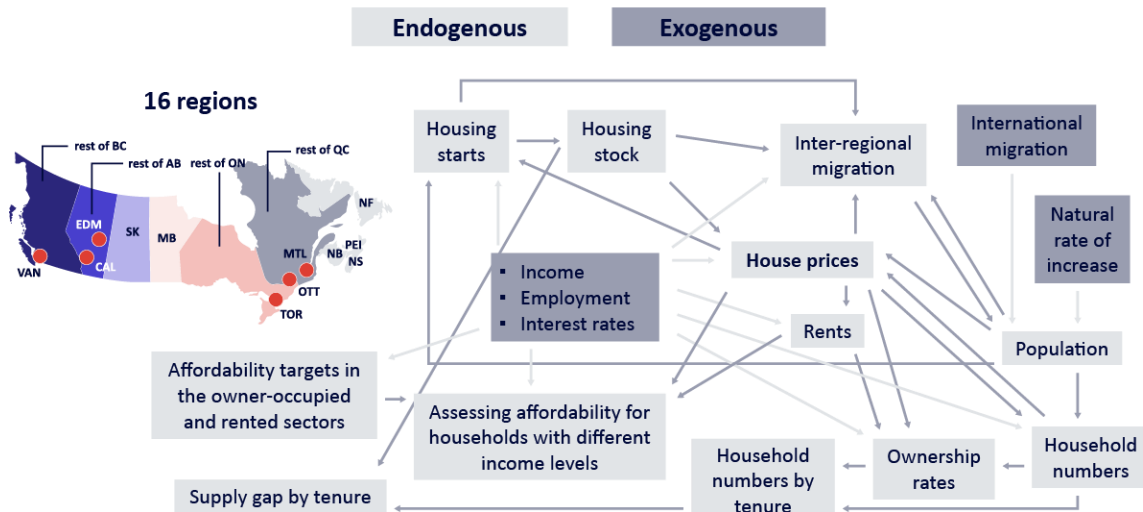 Endogenous
Exogenous
16 regions
rest of BC
rest of AB
rest of ON
rest of QC
NF
EDM
SK
MB
PEI
MTL
NB
NS
VAN
CAL
OTT
TOR
Housing
starts
Housing
stock
Inter-regional
migration
International
migration
Natural
rate of
increase
House prices
▪ Income
▪ Employment
▪ Interest rates
Rents
Population
Affordability targets in
the owner-occupied
and rented sectors
Assessing affordability for
households with different
income levels
Household
numbers by
tenure
Ownership
rates
Household
numbers
Supply gap by tenure